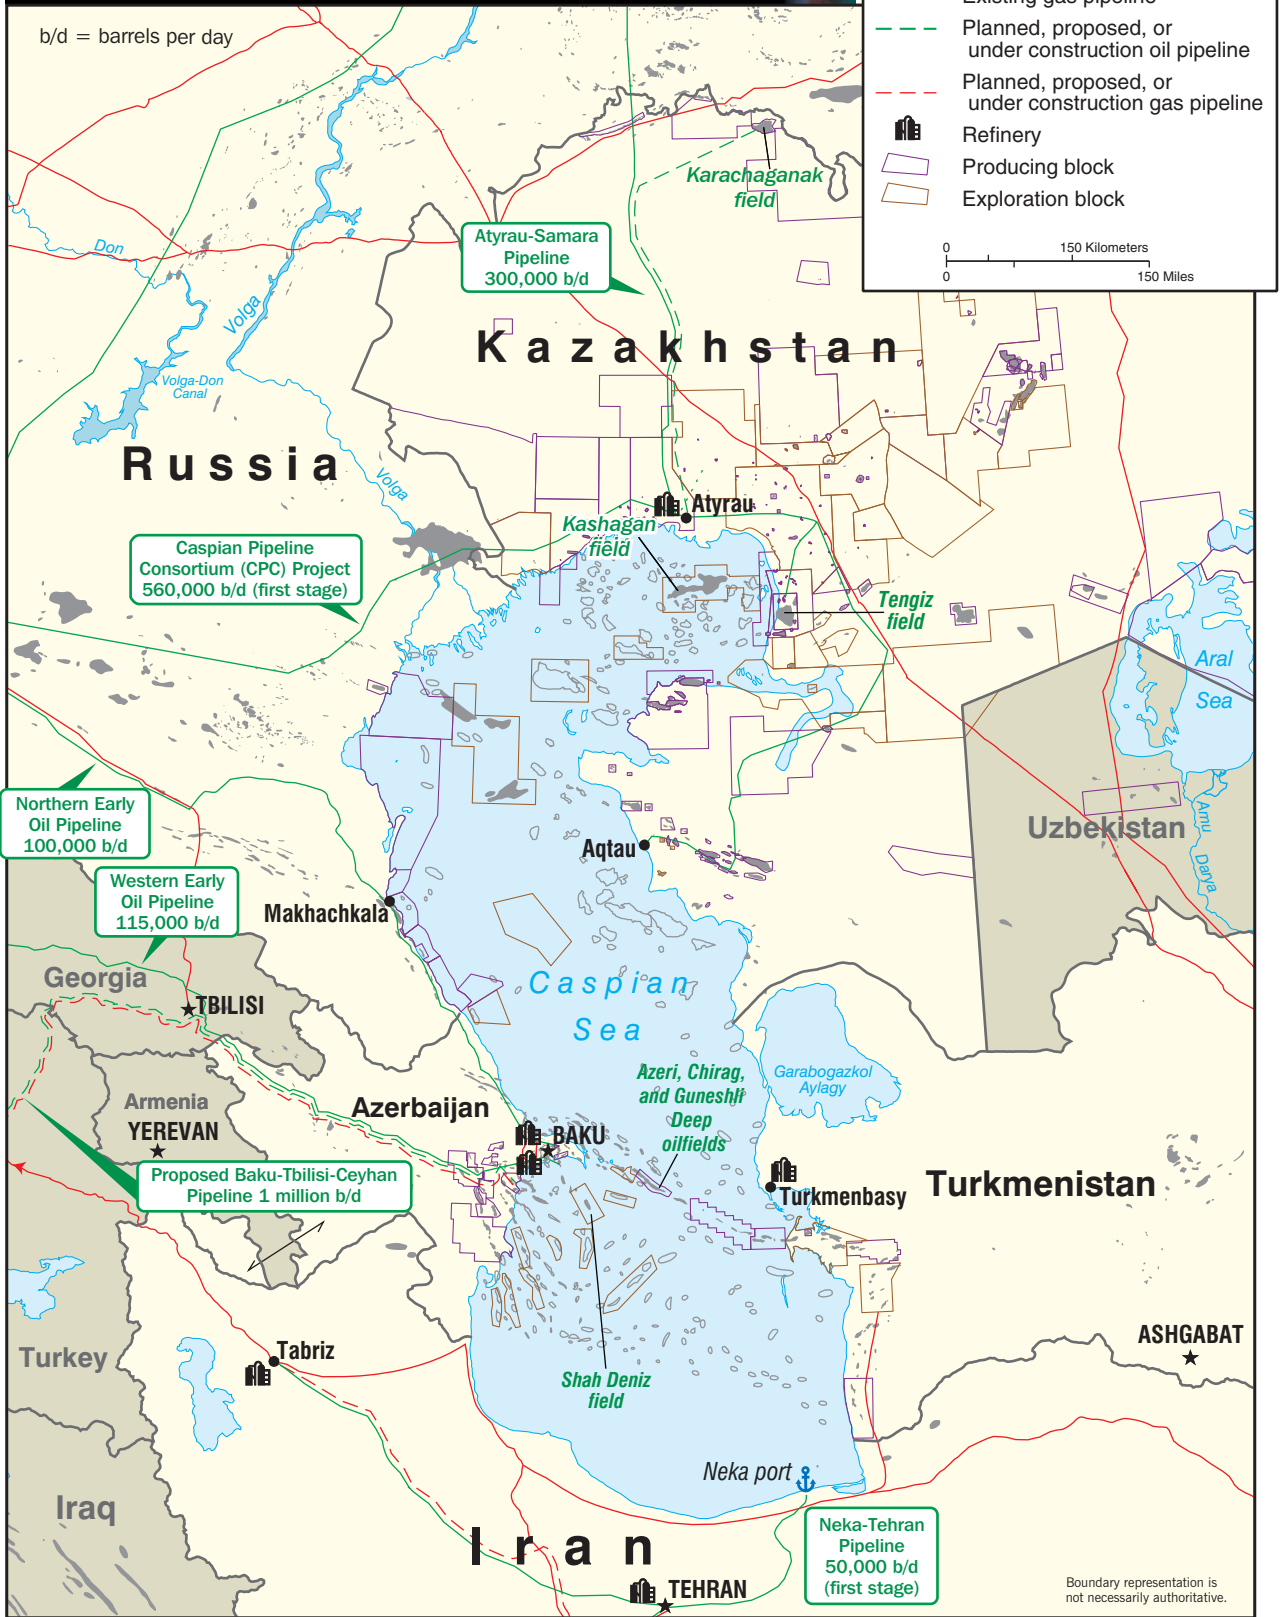 b/d = barrels per day
Existing gas pipeline
Planned, proposed, or
under construction oil pipeline
Planned, proposed, or
under construction gas pipeline
Refinery
Producing block
Exploration block
0 150 Kilometers
0 150 Miles
Karachaganak
field
Atyrau-Samara
Pipeline
300,000 b/d
Don
Volga
Volga-Don
Canal
Kazakhstan
Russia
Volga
Atyrau
Kashagan
field
Caspian Pipeline
Consortium (CPC) Project
560,000 b/d (first stage)
Tengiz
field
Aral
Sea
Northern Early
Oil Pipeline
100,000 b/d
Uzbekistan
Amu
Darya
Aqtau
Western Early
Oil Pipeline
115,000 b/d
Makhachkala
Georgia
TBILISI
Caspian
Sea
Garabogazkol
Aylagy
Azeri, Chirag,
and Guneshli
Deep
oilfields
Armenia
YEREVAN
Azerbaijan
BAKU
Proposed Baku-Tbilisi-Ceyhan
Pipeline 1 million b/d
Turkmenbasy
Turkmenistan
ASHGABAT
Turkey
Tabriz
Shah Deniz
field
Neka port
Iraq
Iran
Neka-Tehran
Pipeline
50,000 b/d
(first stage)
TEHRAN
Boundary representation is
not necessarily authoritative.